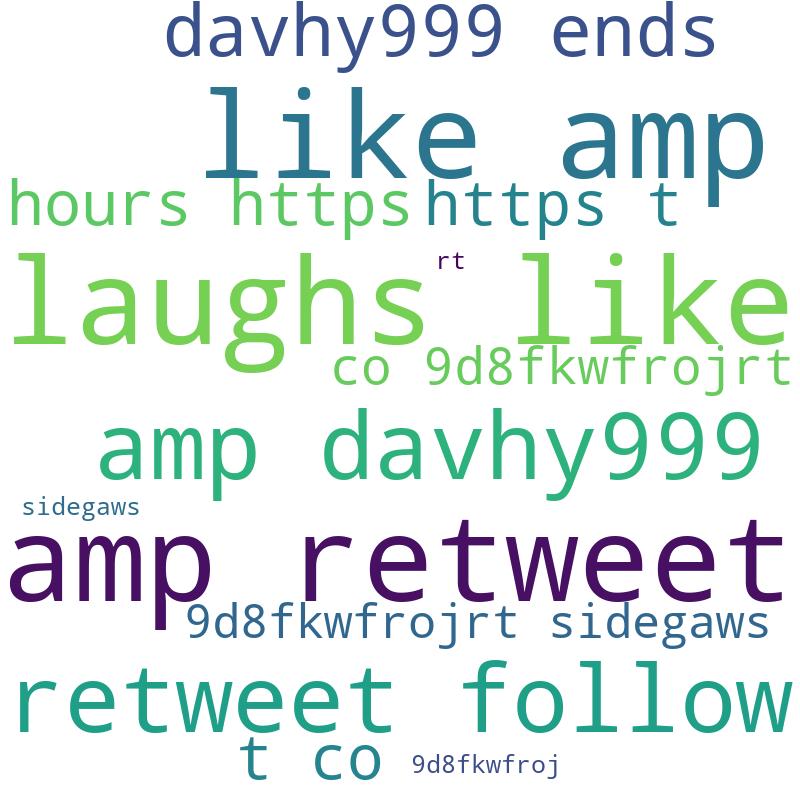 davhy999 ends
like amp
hours https https t
rt
laughs like
co 9d8fkwfrojrt
amp davhy999
sidegaws
amp retweet
9d8fkwfrojrt sidegaws
retweet follow
t co 9d8fkwfroj